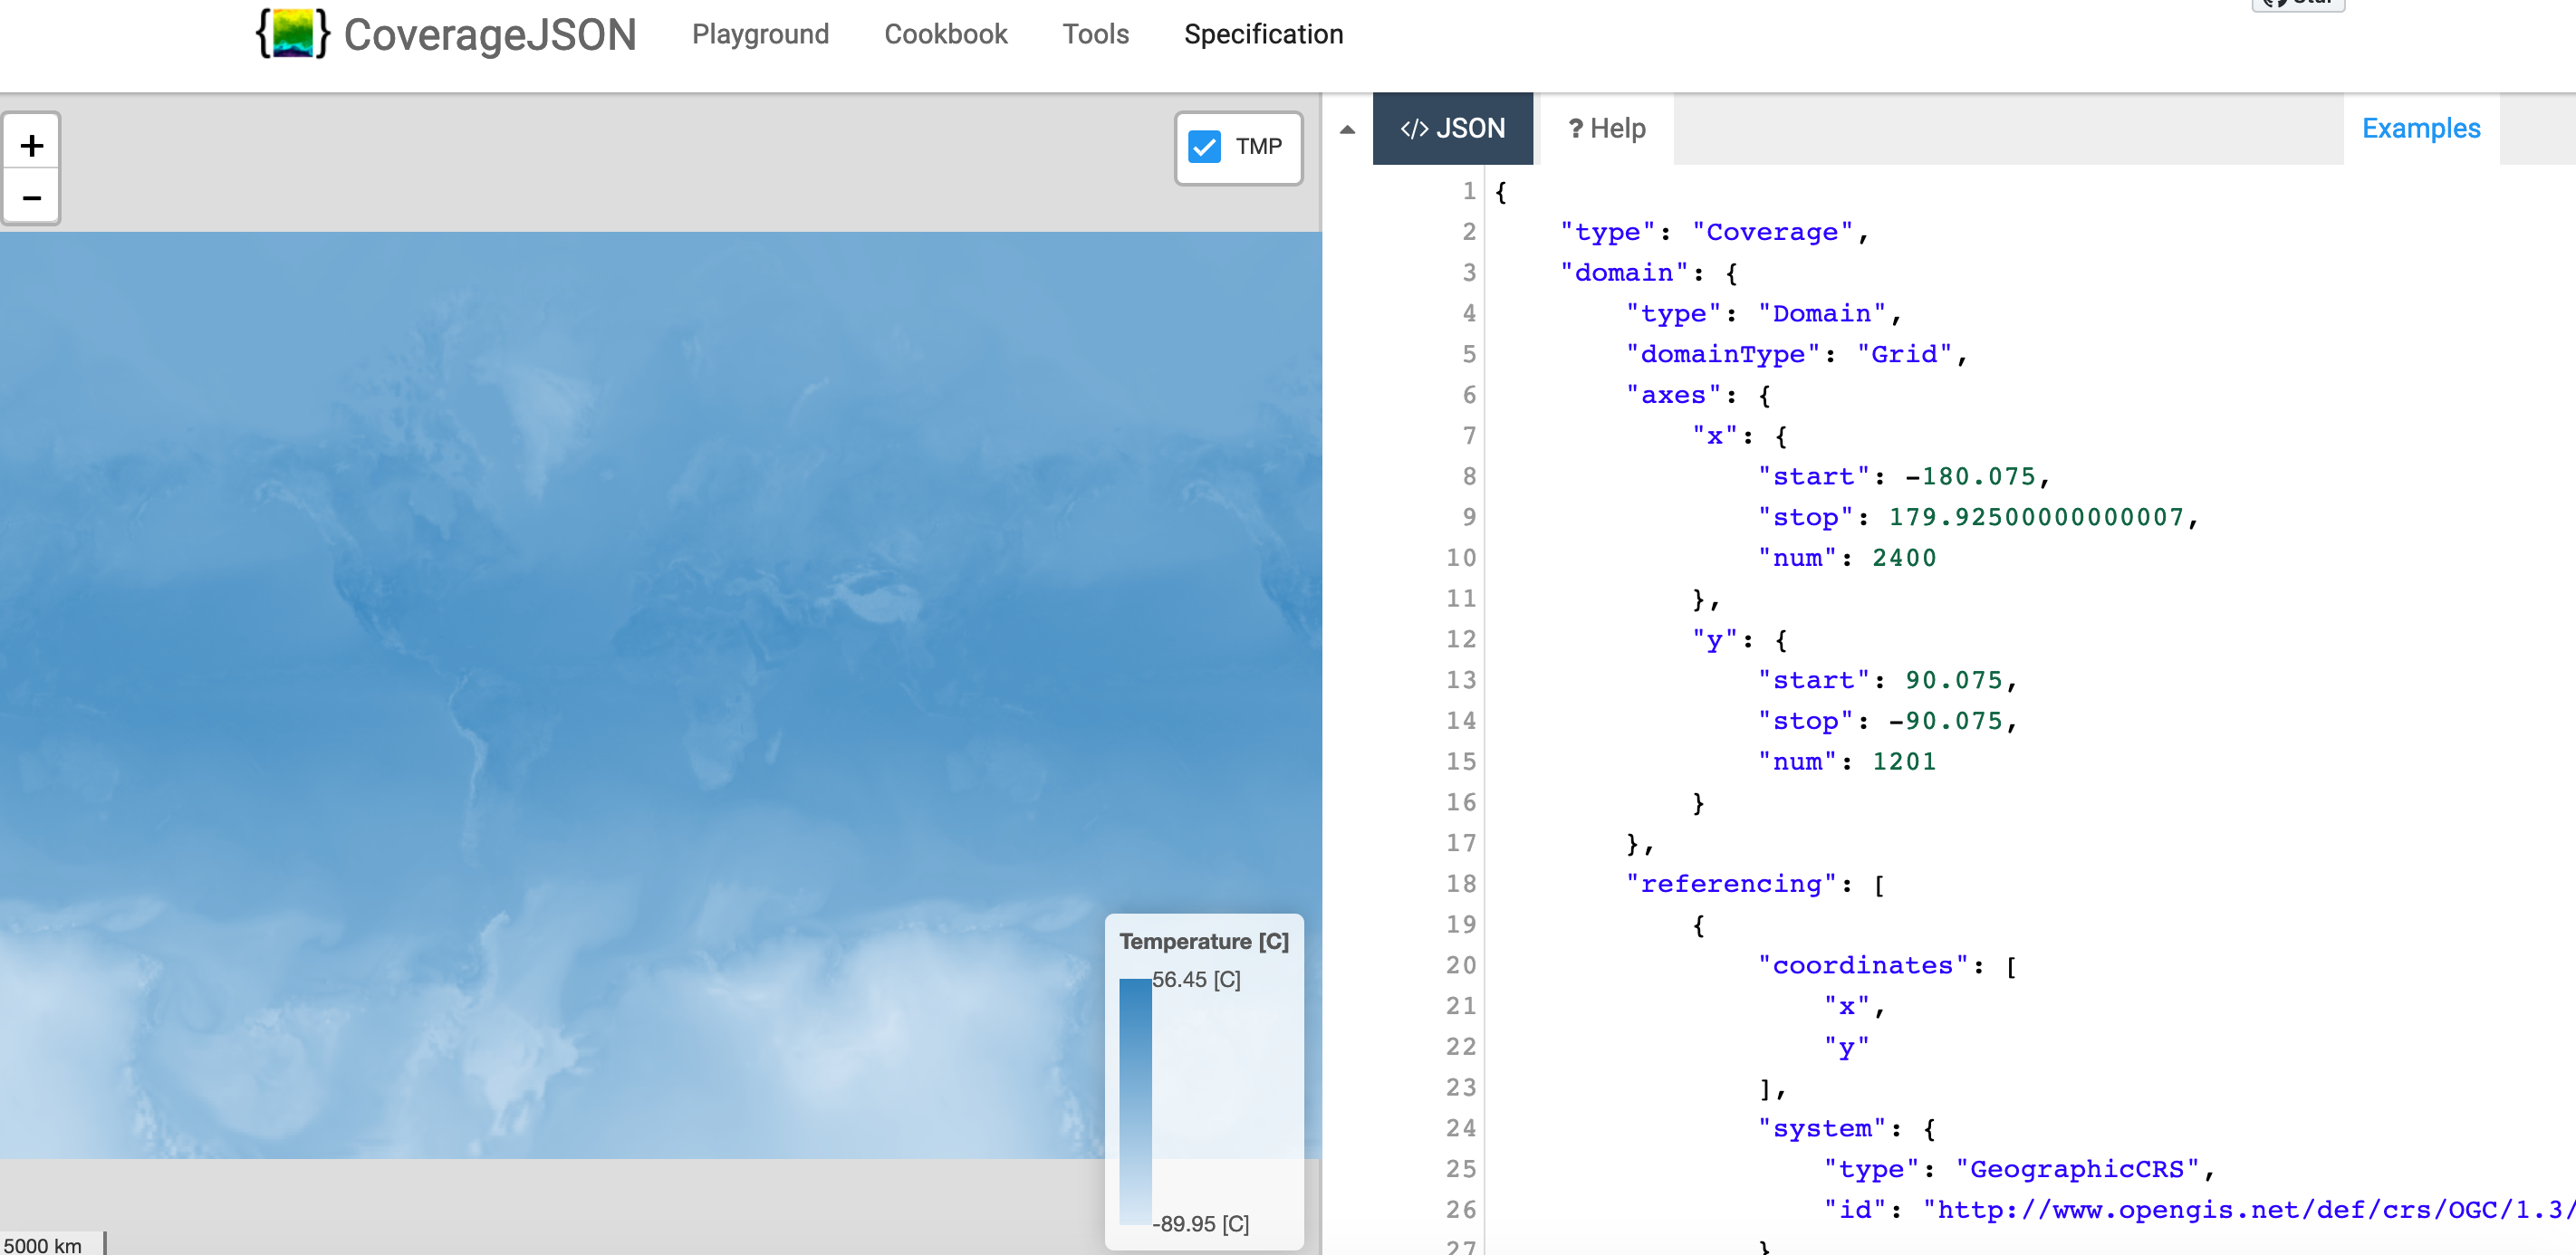 { } CoverageJSON Playground Cookbook Tools Specification
+
−
TMP
</> JSON ? Help Examples
1 {
2 "type": "Coverage",
3 "domain": {
4 "type": "Domain",
5 "domainType": "Grid",
6 "axes": {
7 "x": {
8 "start": -180.075,
9 "stop": 179.92500000000007,
10 "num": 2400
11 },
12 "y": {
13 "start": 90.075,
14 "stop": -90.075,
15 "num": 1201
16 }
17 },
18 "referencing": [
19 {
20 "coordinates": [
21 "x",
22 "y"
23 ],
24 "system": {
25 "type": "GeographicCRS",
26 "id": "http://www.opengis.net/def/crs/OGC/1.3/
27 }
Temperature [C]
56.45 [C]
-89.95 [C]
5000 km